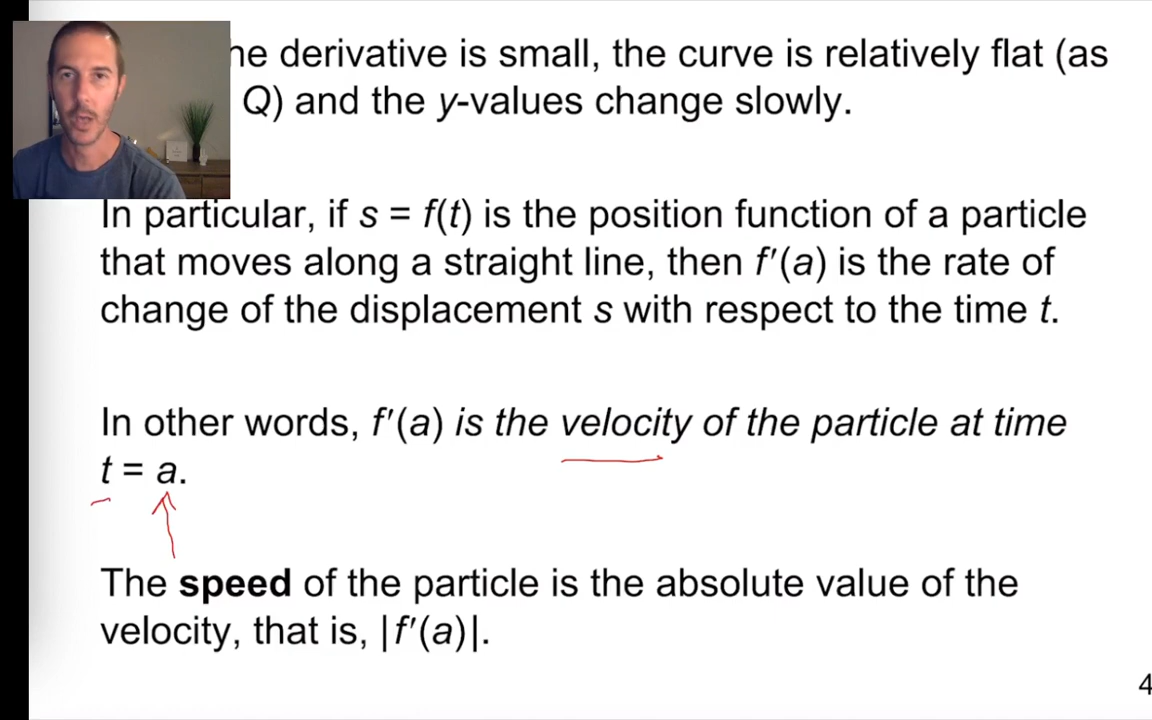 he derivative is small, the curve is relatively flat (as
Q) and the y-values change slowly.
In particular, if s = f(t) is the position function of a particle
that moves along a straight line, then f′(a) is the rate of
change of the displacement s with respect to the time t.
In other words, f′(a) is the velocity of the particle at time
t = a.
The speed of the particle is the absolute value of the
velocity, that is, |f′(a)|.
4